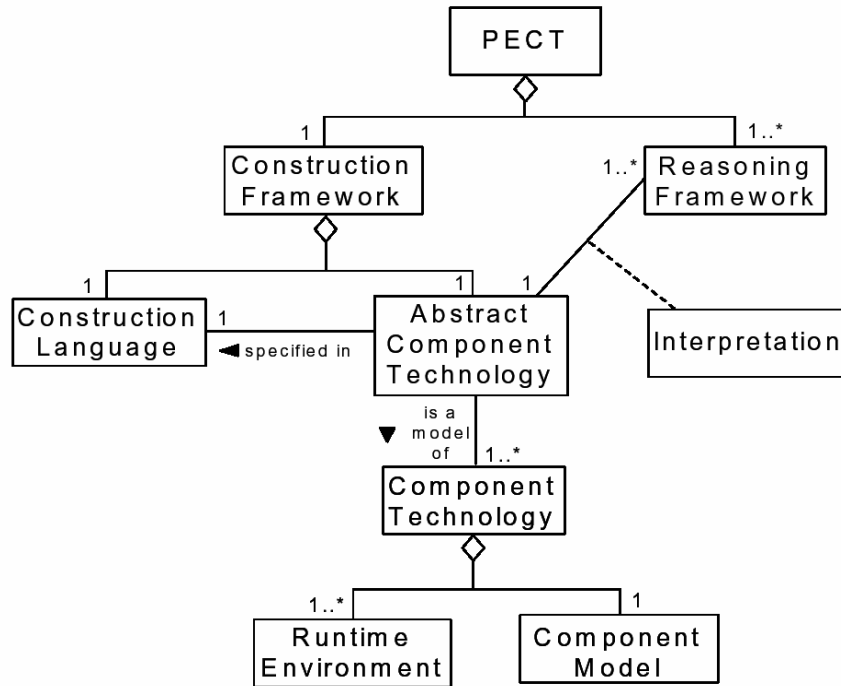 PECT
1
1..*
Construction
Framework
1..*
Reasoning
Framework
1
1
1
Construction
Language
1
specified in
Abstract
Component
Technology
Interpretation
is a
model
of
1..*
Component
Technology
1..*
1
Runtime
Environment
Component
Model